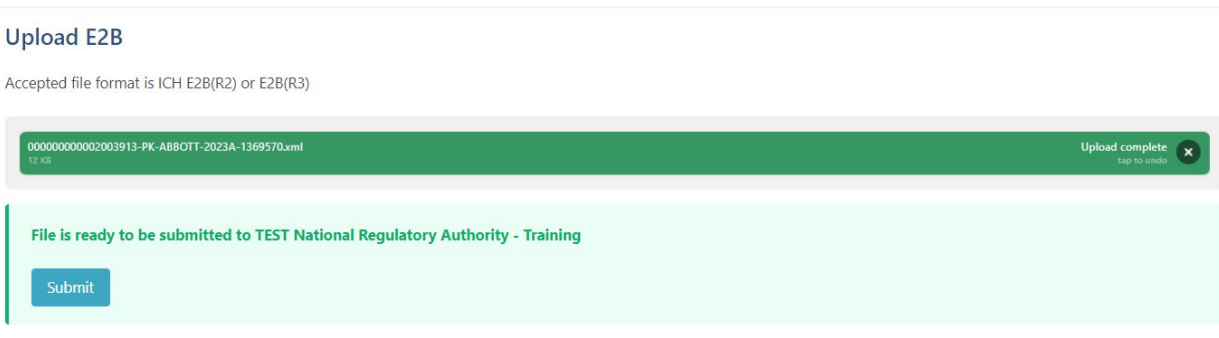 Upload E2B
Accepted file format is ICH E2B(R2) or E2B(R3)
000000000002003913-PK-ABBOTT-2023A-1369570.xml
12 KB
Upload complete
tap to undo
File is ready to be submitted to TEST National Regulatory Authority - Training
Submit